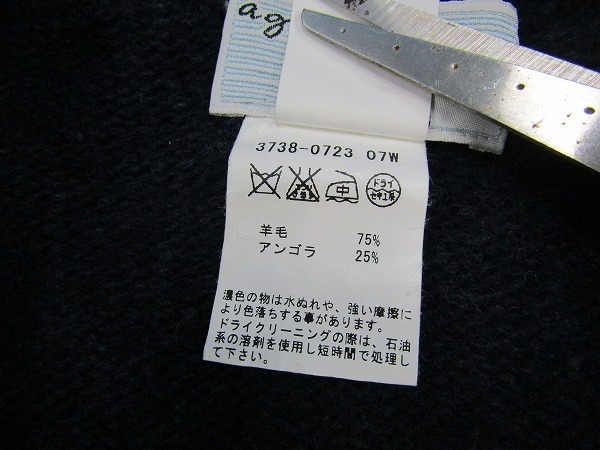 ag
3738-0723 07W
中
ドライ
セキユ系
羊毛 75%
アンゴラ 25%
濃色の物は水ぬれや、強い摩擦に
より色落ちする事があります。
ドライクリーニングの際は、石油
系の溶剤を使用し短時間で処理し
て下さい。